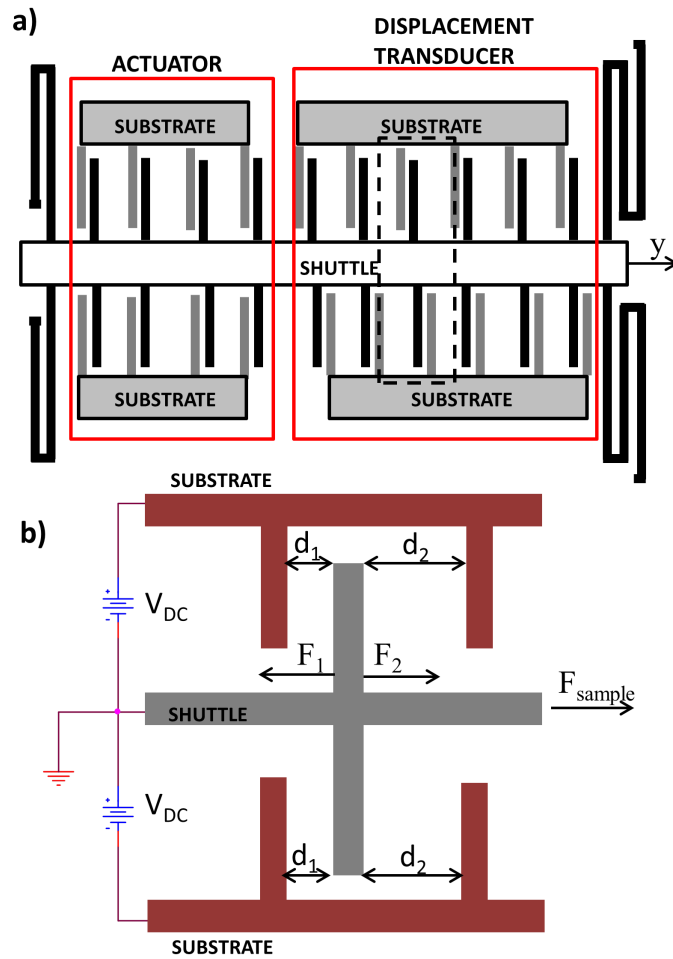 a)
DISPLACEMENT
TRANSDUCER
ACTUATOR
SUBSTRATE
SUBSTRATE
SHUTTLE
y
SUBSTRATE
SUBSTRATE
SUBSTRATE
b)
d1
d2
+
VDC
-
F1
F2
Fsample
SHUTTLE
+
VDC
-
d1
d2
SUBSTRATE